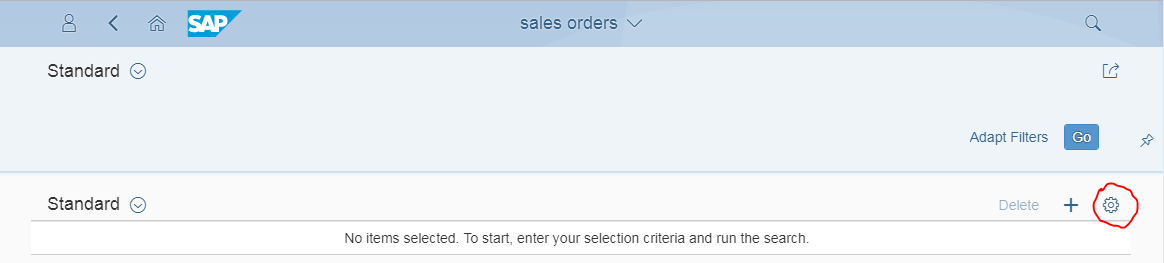 SAP sales orders
Standard
Adapt Filters Go
Standard Delete
No items selected. To start, enter your selection criteria and run the search.